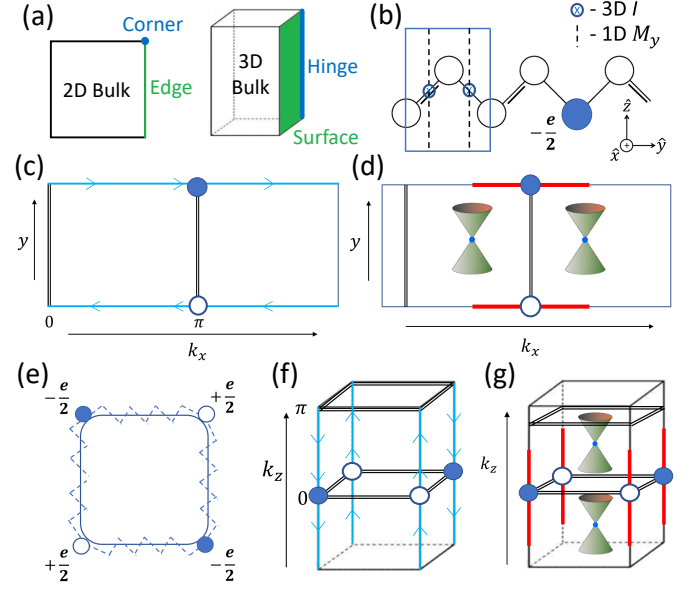 (a)
Corner
2D Bulk
Edge
3D
Bulk
Hinge
Surface
(b)
- 3D I
- 1D M_y
-e/2
ẑ
x̂
ŷ
(c)
y
0
π
k_x
(d)
y
k_x
(e)
-e/2
+e/2
+e/2
-e/2
(f)
π
k_z
0
(g)
k_z